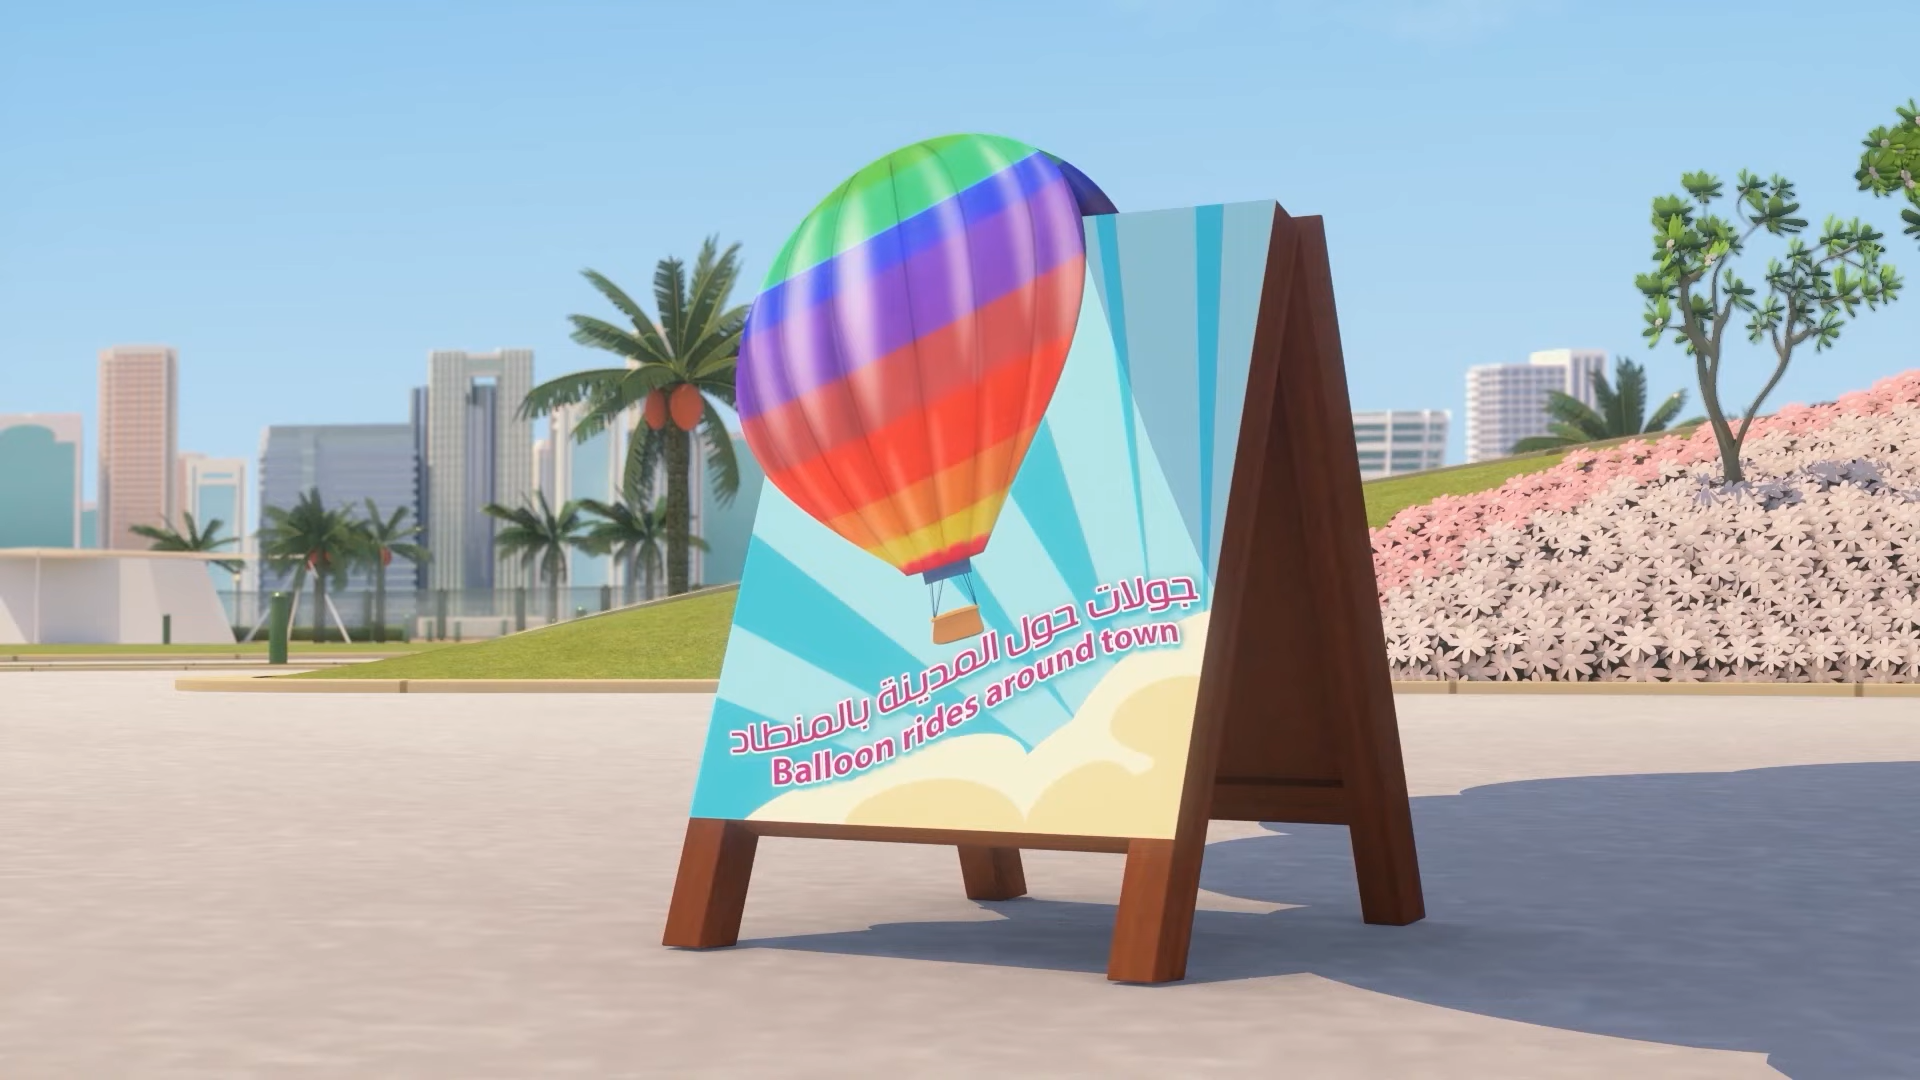 جولات حول المدينة بالمنطاد
Balloon rides around town